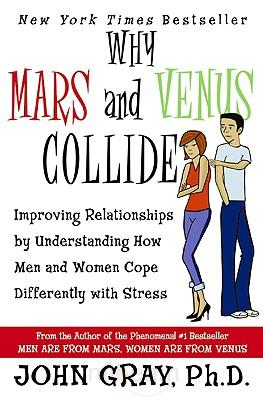 New York Times Bestseller
WHY
MARS and VENUS
COLLIDE
Improving Relationships
by Understanding How
Men and Women Cope
Differently with Stress
From the Author of the Phenomenal #1 Bestseller
MEN ARE FROM MARS, WOMEN ARE FROM VENUS
JOHN GRAY, Ph.D.